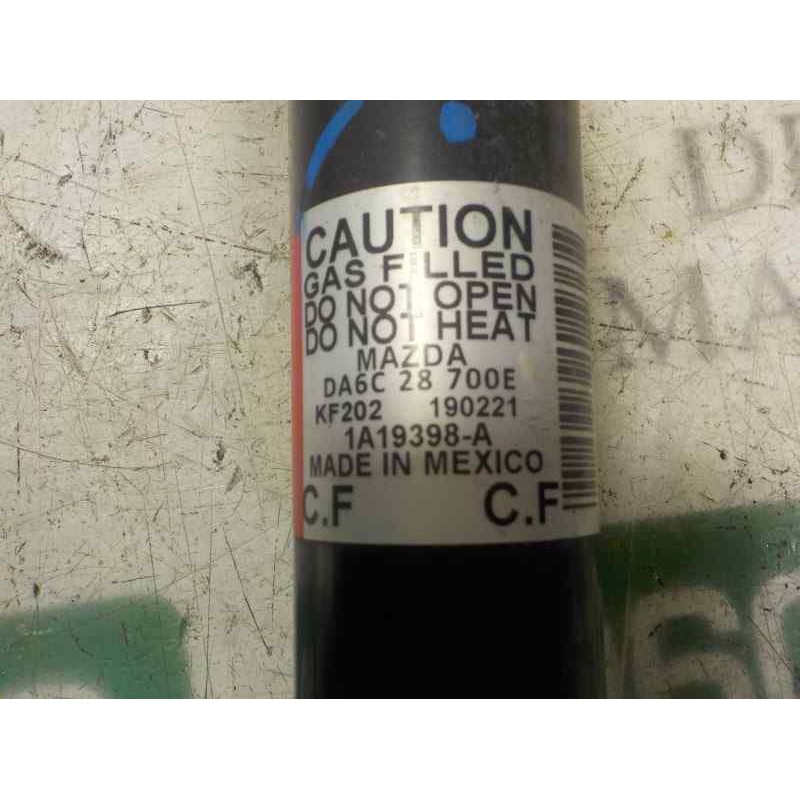 CAUTION
GAS FILLED
DO NOT OPEN
DO NOT HEAT
MAZDA
DA6C 28 700E
KF202 190221
1A19398-A
MADE IN MEXICO
C.F C.F